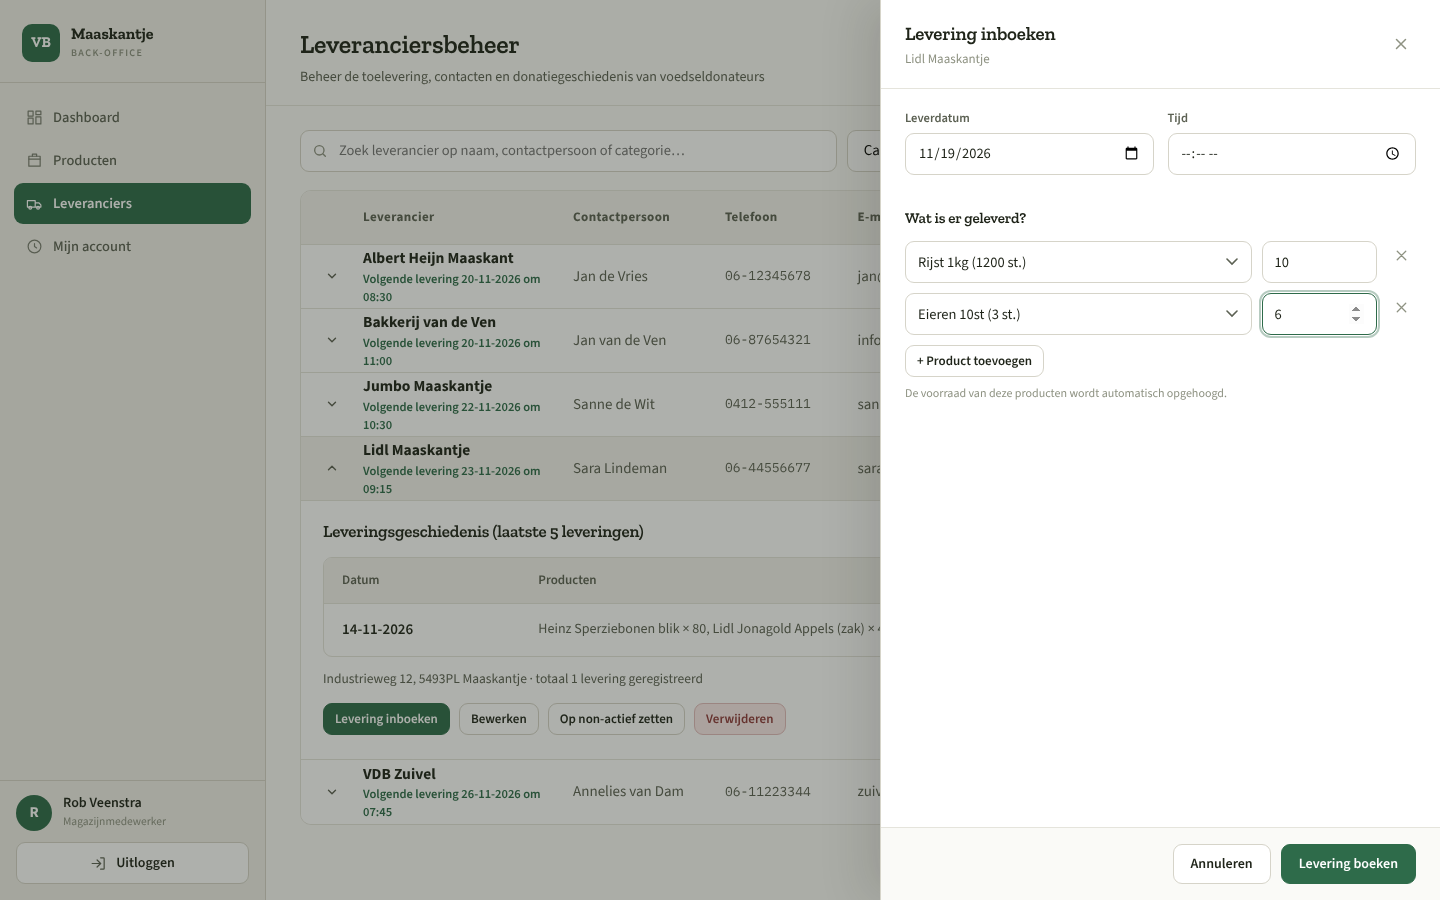 VB
Maaskantje
BACK-OFFICE
Dashboard
Producten
Leveranciers
Mijn account
Rob Veenstra
R
Magazijnmedewerker
Uitloggen
Leveranciersbeheer
Beheer de toelevering, contacten en donatiegeschiedenis van voedseldonateurs
Zoek leverancier op naam, contactpersoon of categorie…
Ca
Leverancier Contactpersoon Telefoon E-m
Albert Heijn Maaskant
Volgende levering 20-11-2026 om
08:30
Jan de Vries 06-12345678 jan@
Bakkerij van de Ven
Volgende levering 20-11-2026 om
11:00
Jan van de Ven 06-87654321 info
Jumbo Maaskantje
Volgende levering 22-11-2026 om
10:30
Sanne de Wit 0412-555111 san
Lidl Maaskantje
Volgende levering 23-11-2026 om
09:15
Sara Lindeman 06-44556677 sara
Leveringsgeschiedenis (laatste 5 leveringen)
Datum Producten
14-11-2026 Heinz Sperziebonen blik × 80, Lidl Jonagold Appels (zak) ×
Industrieweg 12, 5493PL Maaskantje · totaal 1 levering geregistreerd
Levering inboeken Bewerken Op non-actief zetten Verwijderen
VDB Zuivel
Volgende levering 26-11-2026 om
07:45
Annelies van Dam 06-11223344 zuiv
Levering inboeken
Lidl Maaskantje
Leverdatum Tijd
11/19/2026 --:-- --
Wat is er geleverd?
Rijst 1kg (1200 st.) 10
Eieren 10st (3 st.) 6
+ Product toevoegen
De voorraad van deze producten wordt automatisch opgehoogd.
Annuleren Levering boeken